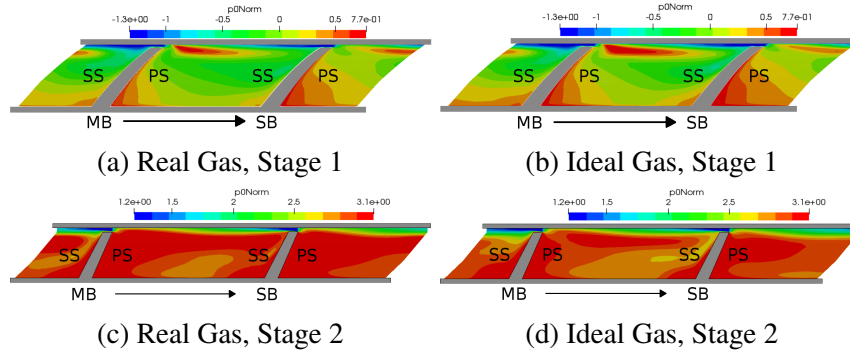 p0Norm
-1.3e+00 -1 -0.5 0 0.5 7.7e-01
SS PS SS PS
MB SB
(a) Real Gas, Stage 1
p0Norm
-1.3e+00 -1 -0.5 0 0.5 7.7e-01
SS PS SS PS
MB SB
(b) Ideal Gas, Stage 1
p0Norm
1.2e+00 1.5 2 2.5 3.1e+00
SS PS SS PS
MB SB
(c) Real Gas, Stage 2
p0Norm
1.2e+00 1.5 2 2.5 3.1e+00
SS PS SS PS
MB SB
(d) Ideal Gas, Stage 2